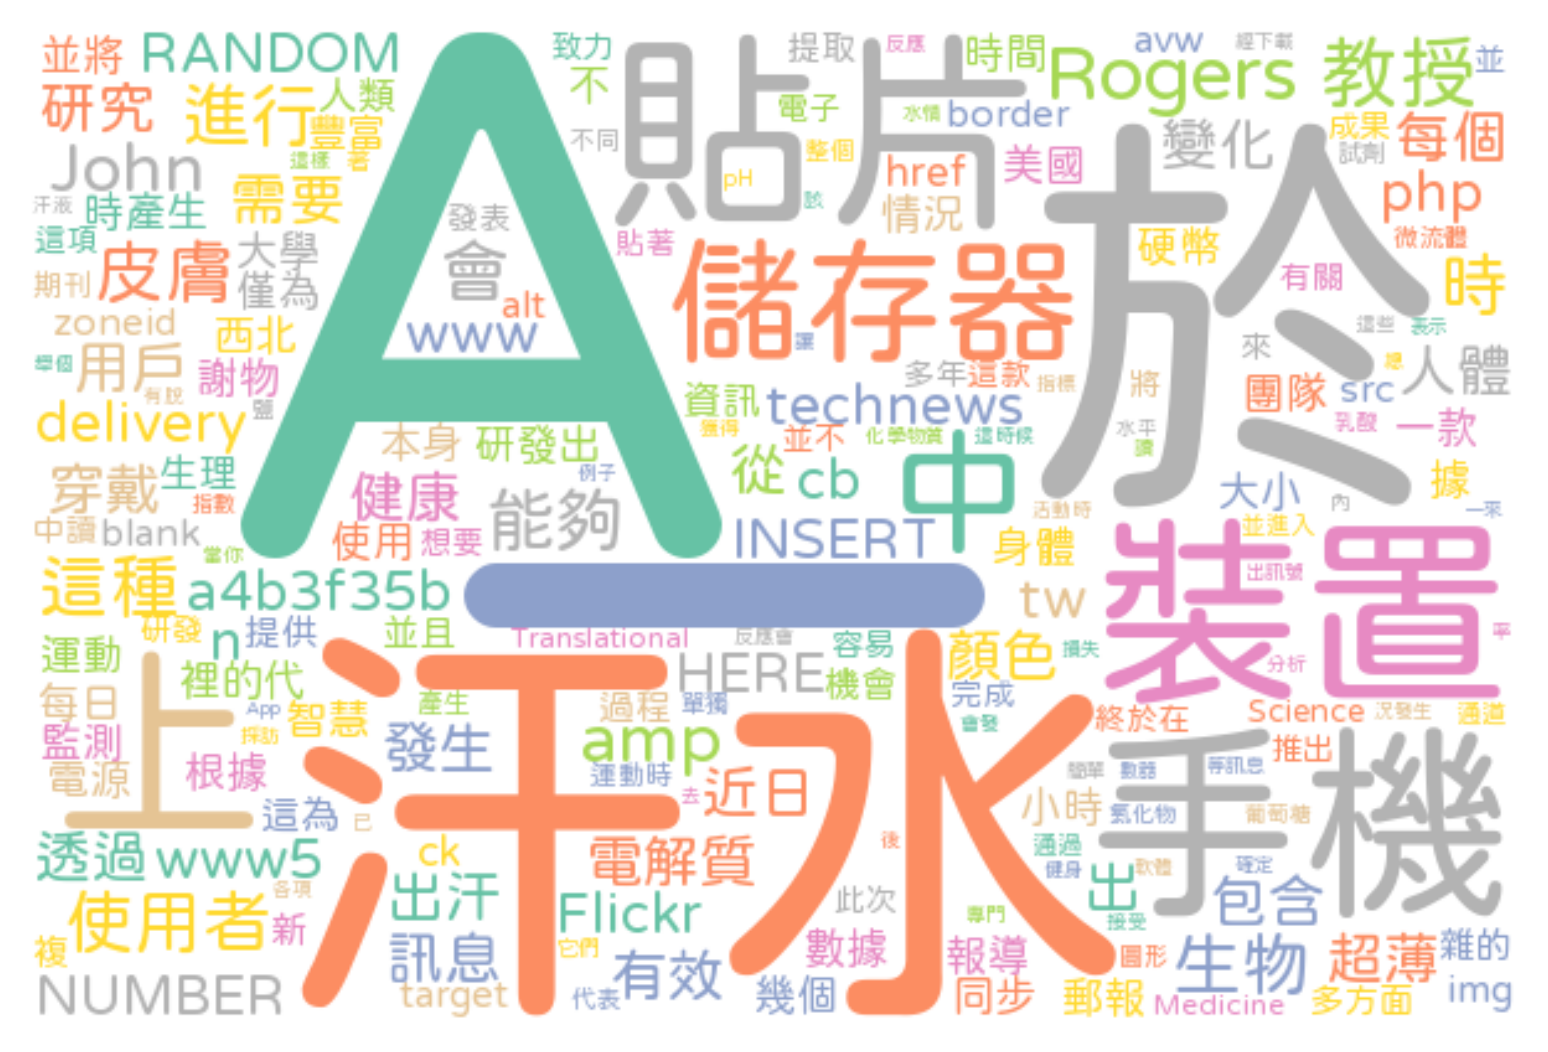 並將 RANDOM A 致力 貼片 提取 反應 時間 avw 經下載
研究 進行 人類 不 電子 Rogers 教授 並
豐富 這樣 著 不同 整個 水情 border 於 成果 每個
John 需要 pH href 美國 變化 試劑 php
汗液 時產生 發表 該 情況 硬幣 微流體
這項 皮膚 大學 會 貼著 儲存器 有關 時
期刊 僅為 alt
zoneid 西北 www 讓 來 這些 表示
單個 用戶 謝物 多年 這款 指標 將 總 人體
有說 鹽 資訊 technews 團隊 src
delivery 本身 研發出 獲得 並不 化學物質 這時候 水平 讀 乳酸 一款
穿戴 生理 指數 健康 能夠 例子 從 cb 中 大小 據
中讀 blank 使用 想要 INSERT 活動時 身體 內 並進入 一來
當你 裝置 出訊號
這種 a4b3f35b 一 tw
研發 n 提供 並且 Translational 反應會 容易 顏色 損失 平
運動 上 裡的代 汗水 HERE 機會 分析
每日 App 智慧 產生 過程 單獨 完成 終於在 Science 況發生 通道
監測 採訪 發生 amp 會發 手機 推出
電源 根據 運動時 去 近日 簡單 數器 等訊息
這為 已 小時 氰化物 葡萄糖
透過 www5 ck 電解質 後 通過 健身 軟體 確定
使用者 各項 出汗 Flickr 此次 專門 出 接受 包含
複 新 訊息 它們 有效 數據 報導 圓形 生物 超薄 雜的
NUMBER target 代表 幾個 同步 郵報 Medicine 多方面 img